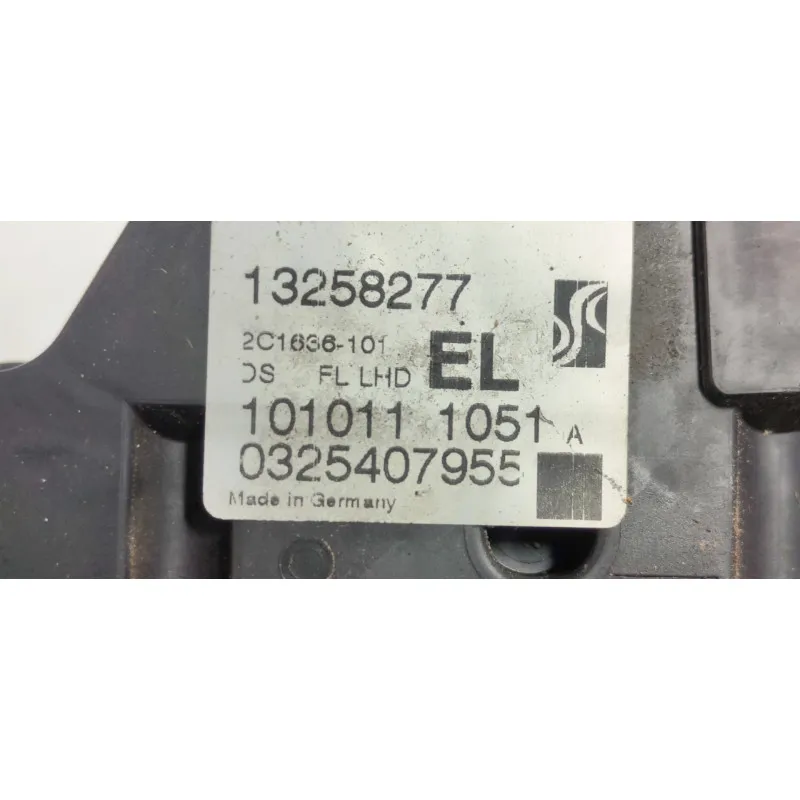 13258277
2C1636-101
DS FL LHD EL
101011 1051 A
0325407955
Made in Germany